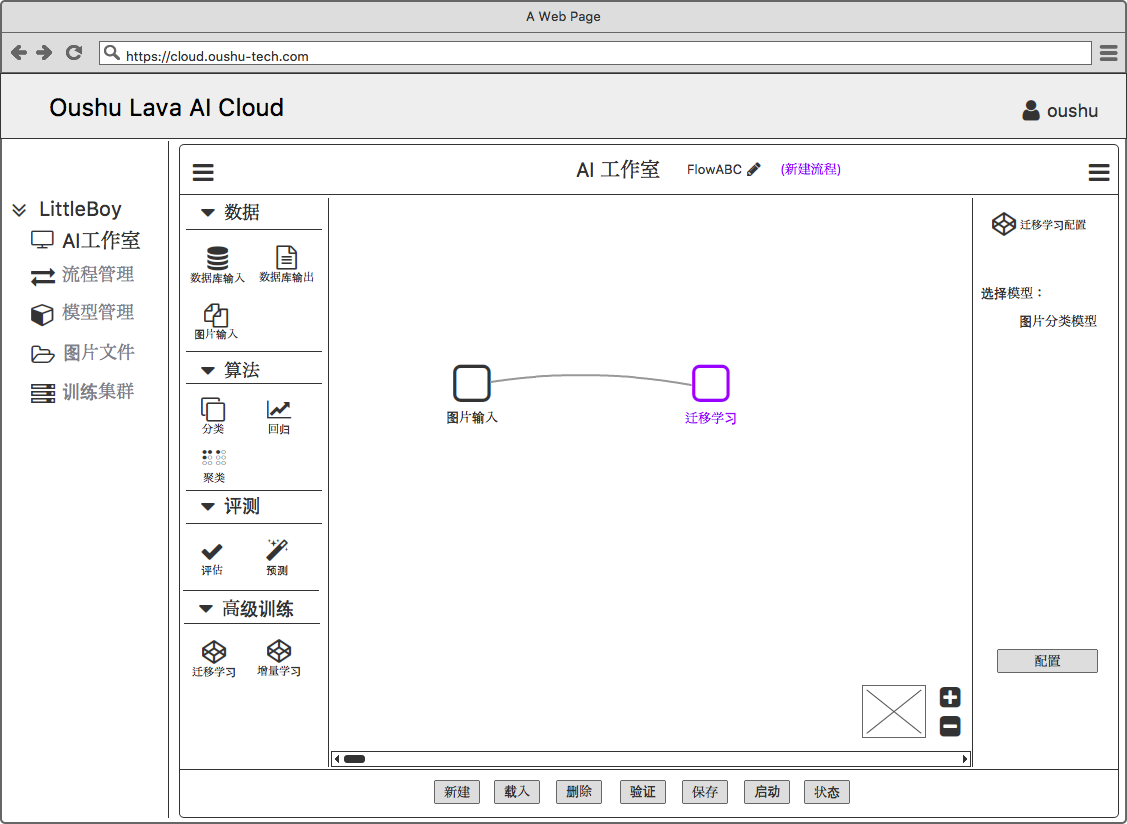 A Web Page
https://cloud.oushu-tech.com
Oushu Lava AI Cloud
oushu
LittleBoy
AI工作室
流程管理
模型管理
图片文件
训练集群
AI 工作室
FlowABC
(新建流程)
数据
数据库输入
数据库输出
图片输入
算法
分类
回归
聚类
评测
评估
预测
高级训练
迁移学习
增量学习
图片输入
迁移学习
迁移学习配置
选择模型：
图片分类模型
配置
新建
载入
删除
验证
保存
启动
状态